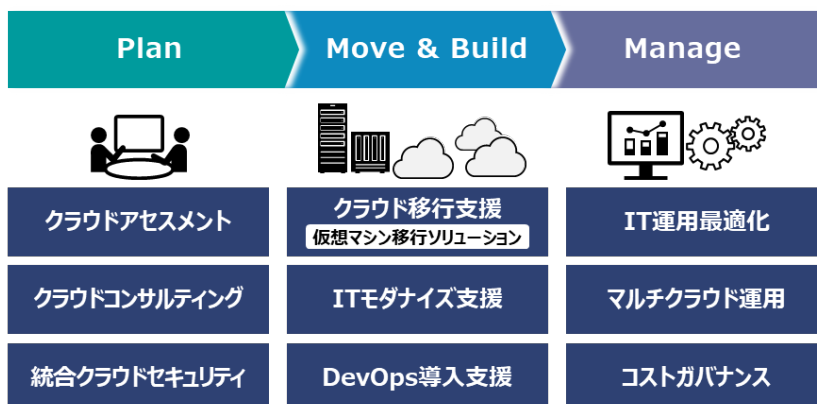 Plan
Move & Build
Manage
クラウドアセスメント
クラウド移行支援
仮想マシン移行ソリューション
IT運用最適化
クラウドコンサルティング
ITモダナイズ支援
マルチクラウド運用
統合クラウドセキュリティ
DevOps導入支援
コストガバナンス